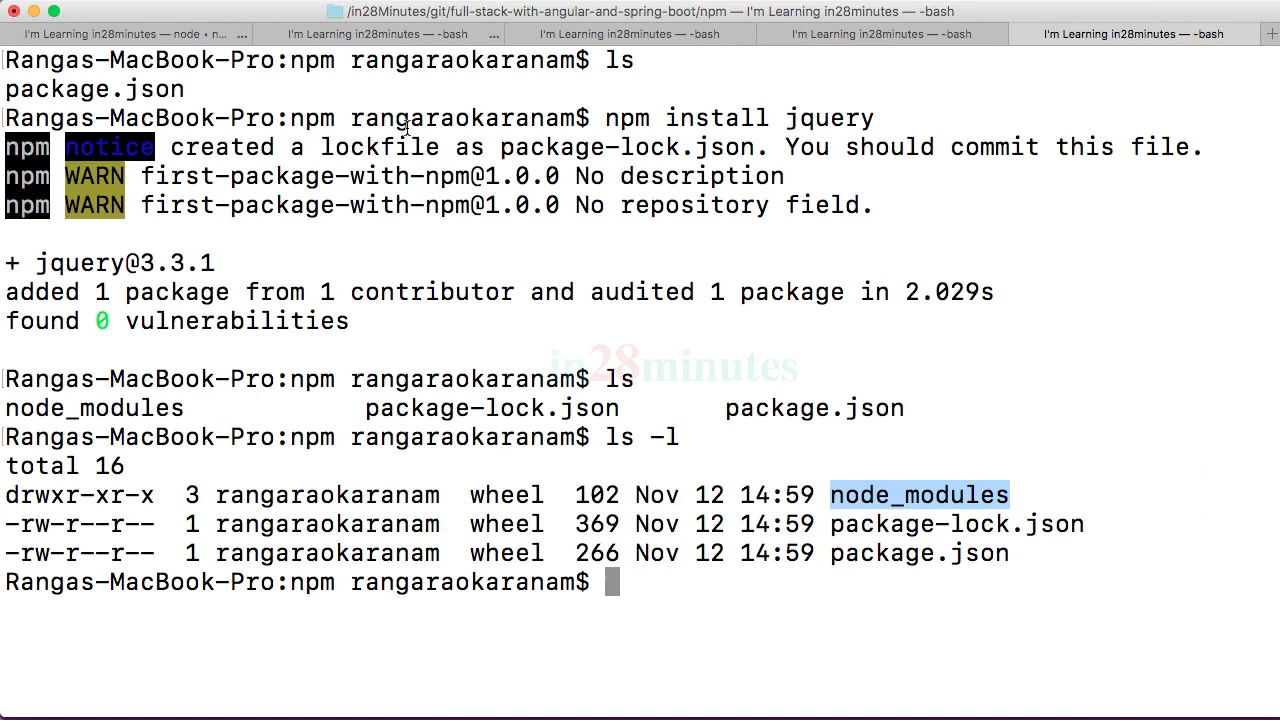 /in28Minutes/git/full-stack-with-angular-and-spring-boot/npm — I'm Learning in28minutes — -bash
I'm Learning in28minutes — node ◂ n... ... I'm Learning in28minutes — -bash ... I'm Learning in28minutes — -bash I'm Learning in28minutes — -bash I'm Learning in28minutes — -bash +
Rangas-MacBook-Pro:npm rangaraokaranam$ ls
package.json
Rangas-MacBook-Pro:npm rangaraokaranam$ npm install jquery
npm notice created a lockfile as package-lock.json. You should commit this file.
npm WARN first-package-with-npm@1.0.0 No description
npm WARN first-package-with-npm@1.0.0 No repository field.
+ jquery@3.3.1
added 1 package from 1 contributor and audited 1 package in 2.029s
found 0 vulnerabilities
in28minutes
Rangas-MacBook-Pro:npm rangaraokaranam$ ls
node_modules package-lock.json package.json
Rangas-MacBook-Pro:npm rangaraokaranam$ ls -l
total 16
drwxr-xr-x 3 rangaraokaranam wheel 102 Nov 12 14:59 node_modules
-rw-r--r-- 1 rangaraokaranam wheel 369 Nov 12 14:59 package-lock.json
-rw-r--r-- 1 rangaraokaranam wheel 266 Nov 12 14:59 package.json
Rangas-MacBook-Pro:npm rangaraokaranam$